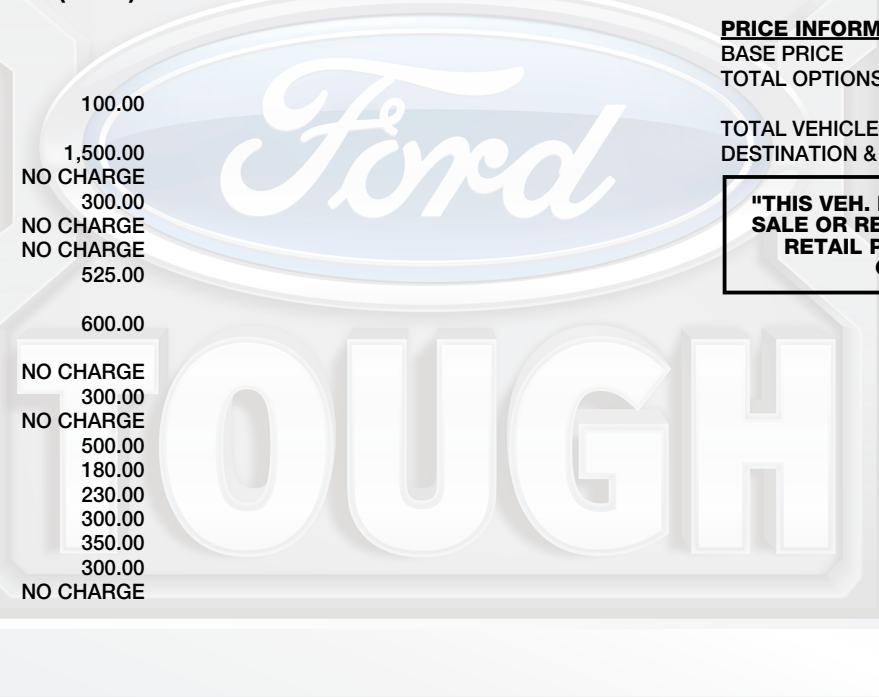 100.00
1,500.00
NO CHARGE
300.00
NO CHARGE
NO CHARGE
525.00
600.00
NO CHARGE
300.00
NO CHARGE
500.00
180.00
230.00
300.00
350.00
300.00
NO CHARGE
PRICE INFORM
BASE PRICE
TOTAL OPTIONS
TOTAL VEHICLE
DESTINATION &
"THIS VEH.
SALE OR RE
RETAIL P
Ford
TOUGH